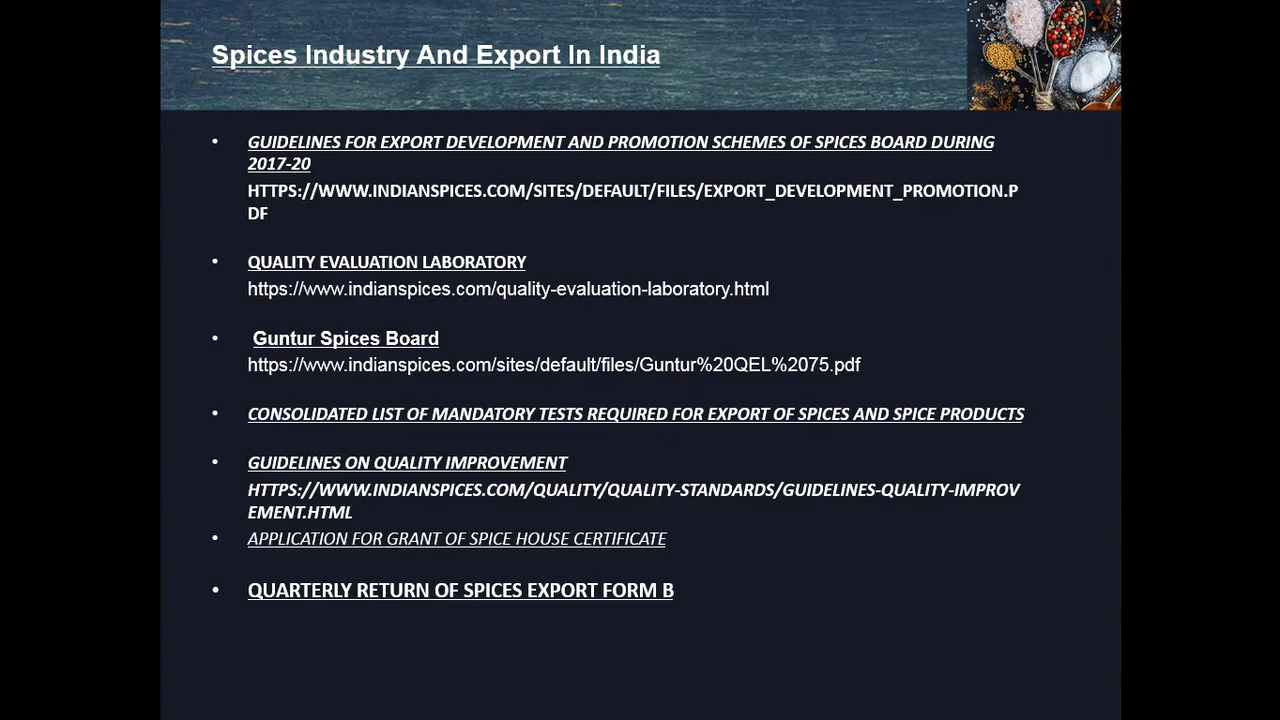 Spices Industry And Export In India
• GUIDELINES FOR EXPORT DEVELOPMENT AND PROMOTION SCHEMES OF SPICES BOARD DURING
2017-20
HTTPS://WWW.INDIANSPICES.COM/SITES/DEFAULT/FILES/EXPORT_DEVELOPMENT_PROMOTION.P
DF
• QUALITY EVALUATION LABORATORY
https://www.indianspices.com/quality-evaluation-laboratory.html
• Guntur Spices Board
https://www.indianspices.com/sites/default/files/Guntur%20QEL%2075.pdf
• CONSOLIDATED LIST OF MANDATORY TESTS REQUIRED FOR EXPORT OF SPICES AND SPICE PRODUCTS
• GUIDELINES ON QUALITY IMPROVEMENT
HTTPS://WWW.INDIANSPICES.COM/QUALITY/QUALITY-STANDARDS/GUIDELINES-QUALITY-IMPROV
EMENT.HTML
• APPLICATION FOR GRANT OF SPICE HOUSE CERTIFICATE
• QUARTERLY RETURN OF SPICES EXPORT FORM B